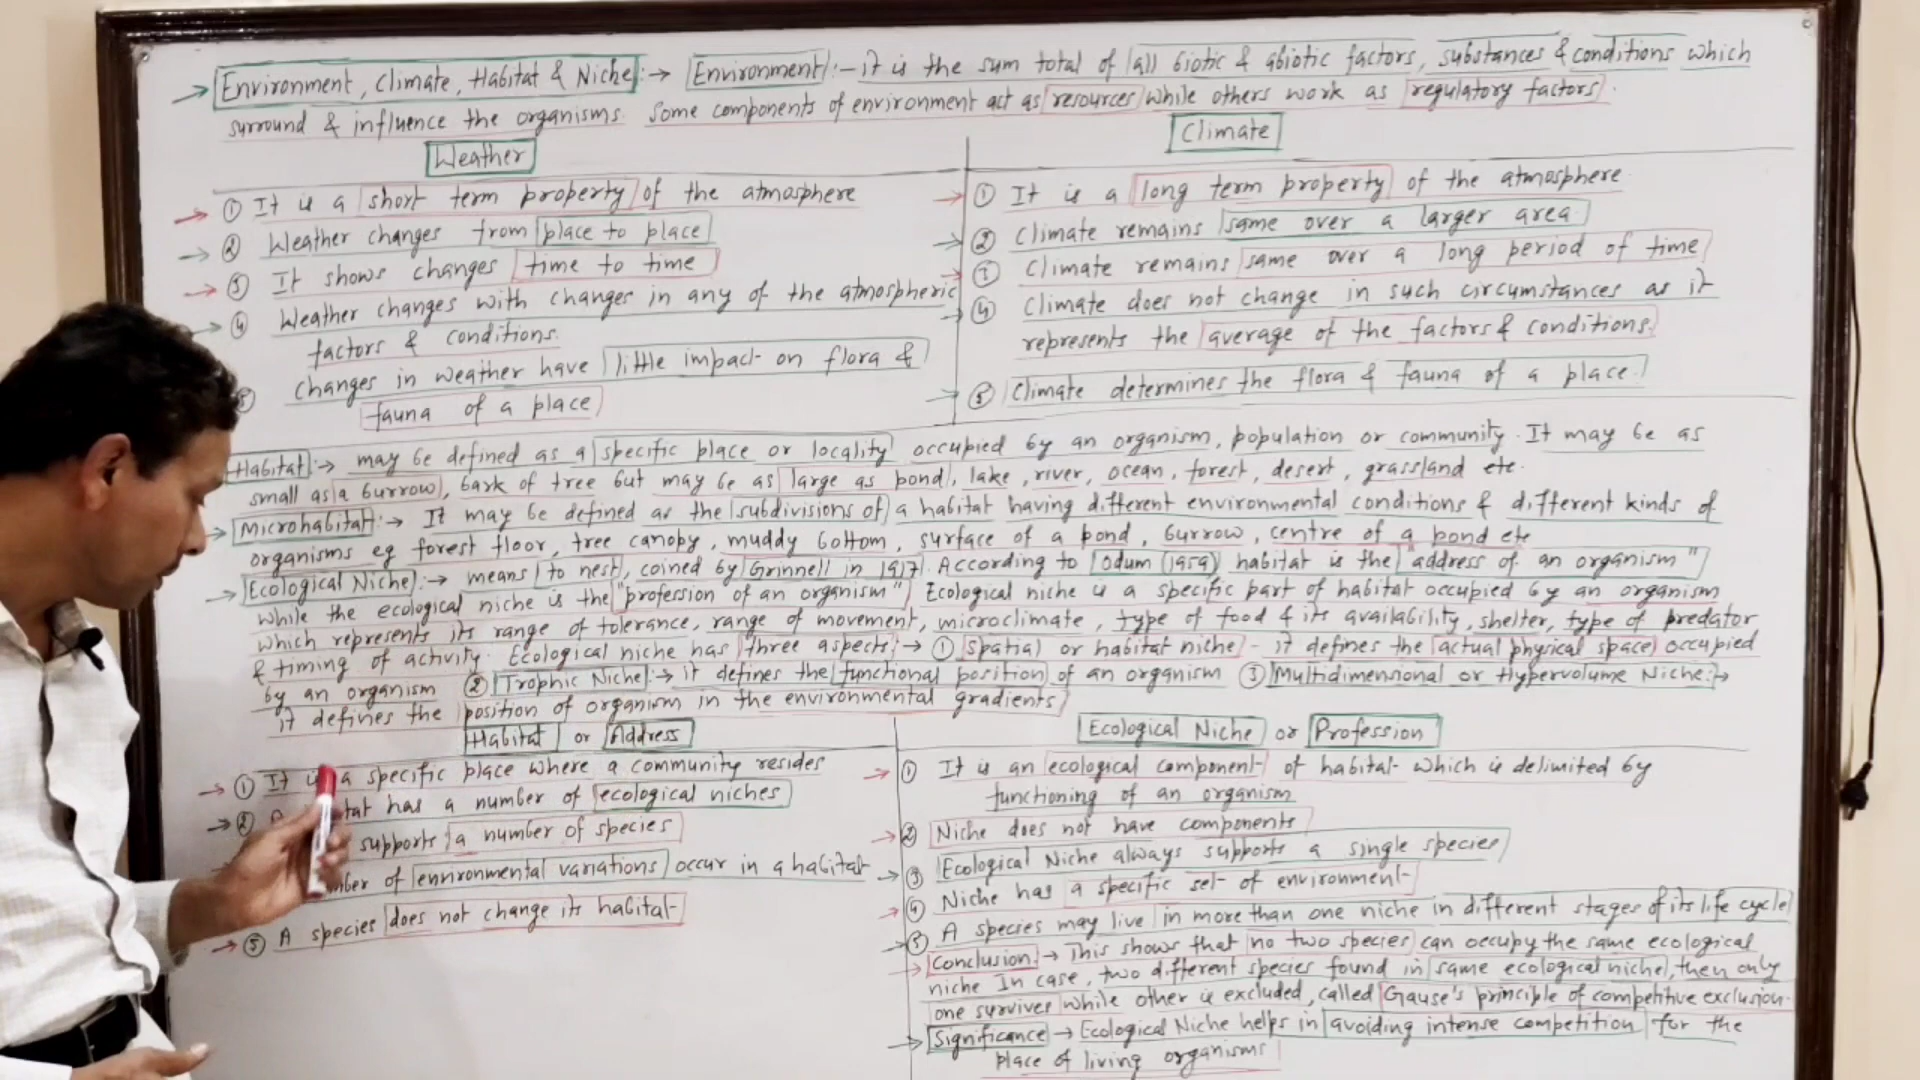 Environment, Climate, Habitat & Niche :→ Environment :- it is the sum total of all biotic & abiotic factors, substances & conditions which
surround & influence the organisms. Some components of environment act as resources while others work as regulatory factors.
Weather
① It is a short term property of the atmosphere
② Weather changes from place to place
③ It shows changes time to time
④ Weather changes with changes in any of the atmospheric
factors & conditions.
changes in weather have little impact on flora &
fauna of a place
Climate
① It is a long term property of the atmosphere
② Climate remains same over a larger area.
③ Climate remains same over a long period of time
④ Climate does not change in such circumstances as it
represents the average of the factors & conditions.
⑤ Climate determines the flora & fauna of a place.
Habitat :→ may be defined as a specific place or locality occupied by an organism, population or community. It may be as
small as a burrow, bark of tree but may be as large as pond, lake, river, ocean, forest, desert, grassland etc.
Microhabitat :→ It may be defined as the subdivisions of a habitat having different environmental conditions & different kinds of
organisms eg forest floor, tree canopy, muddy bottom, surface of a pond, burrow, centre of a pond etc
Ecological Niche :→ means to nest, coined by Grinnell in 1917. According to Odum (1959) habitat is the "address of an organism"
while the ecological niche is the "profession of an organism" Ecological niche is a specific part of habitat occupied by an organism
which represents its range of tolerance, range of movement, microclimate, type of food & its availability, shelter, type of predator
& timing of activity. Ecological niche has three aspects :→ ① Spatial or habitat niche - it defines the actual physical space occupied
by an organism ② Trophic Niche :→ it defines the functional position of an organism ③ Multidimensional or Hypervolume Niche :→
it defines the position of organism in the environmental gradients
Habitat or Address
① It is a specific place where a community resides
② has a number of ecological niches
supports a number of species
of environmental variations occur in a habitat
⑤ A species does not change its habitat
Ecological Niche or Profession
① It is an ecological component of habitat which is delimited by
functioning of an organism
② Niche does not have components
③ Ecological Niche always supports a single species
④ Niche has a specific set of environment
⑤ A species may live in more than one niche in different stages of its life cycle
Conclusion → This shows that no two species can occupy the same ecological
niche In case, two different species found in same ecological niche, then only
one survives while other is excluded, called Gause's principle of competitive exclusion.
Significance → Ecological Niche helps in avoiding intense competition for the
place of living organisms